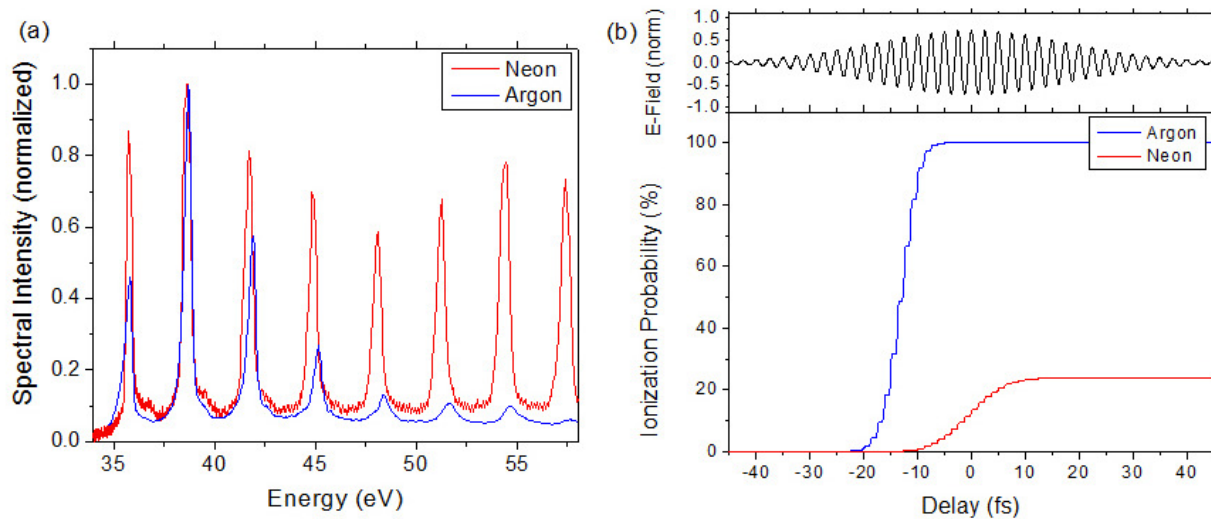 (a)
Neon
Argon
1.0
0.8
0.6
0.4
0.2
0.0
Spectral Intensity (normalized)
35 40 45 50 55
Energy (eV)
(b)
1.0
0.5
0.0
-0.5
-1.0
E-Field (norm)
Argon
Neon
100
80
60
40
20
0
Ionization Probability (%)
-40 -30 -20 -10 0 10 20 30 40
Delay (fs)